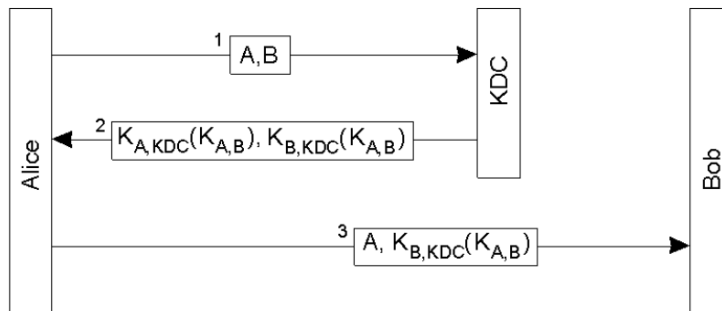 1
A,B
KDC
2
K_A,KDC(K_A,B), K_B,KDC(K_A,B)
Alice
Bob
3
A, K_B,KDC(K_A,B)